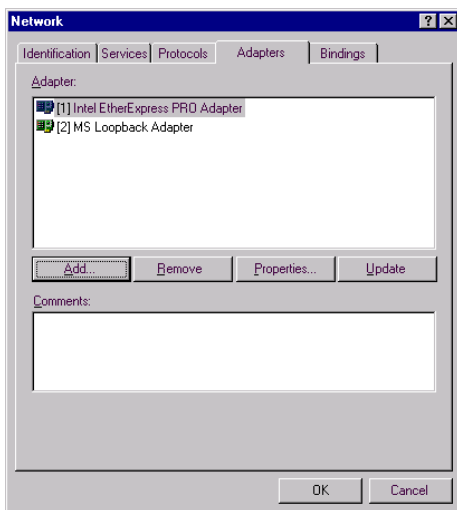 Network
Identification Services Protocols Adapters Bindings
Adapter:
[1] Intel EtherExpress PRO Adapter
[2] MS Loopback Adapter
Add... Remove Properties... Update
Comments:
OK Cancel